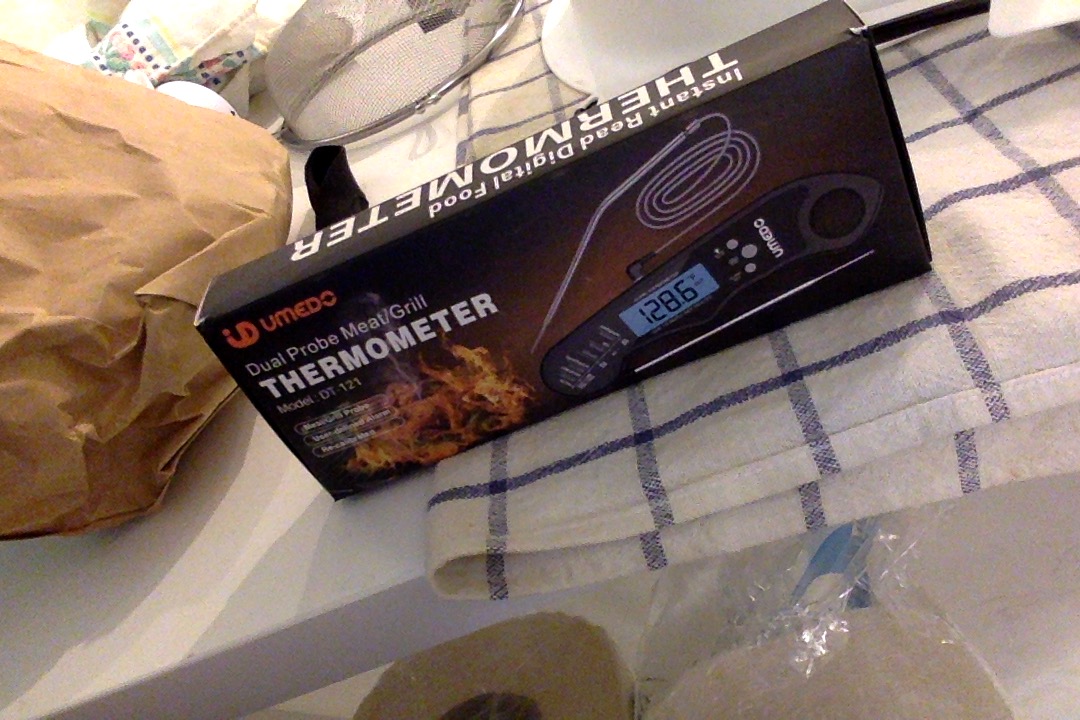 Instant Read Digital Food
THERMOMETER
UMEDO
Dual Probe Meat/Grill
THERMOMETER
Model: DT-121
128.6°F
UMEDO